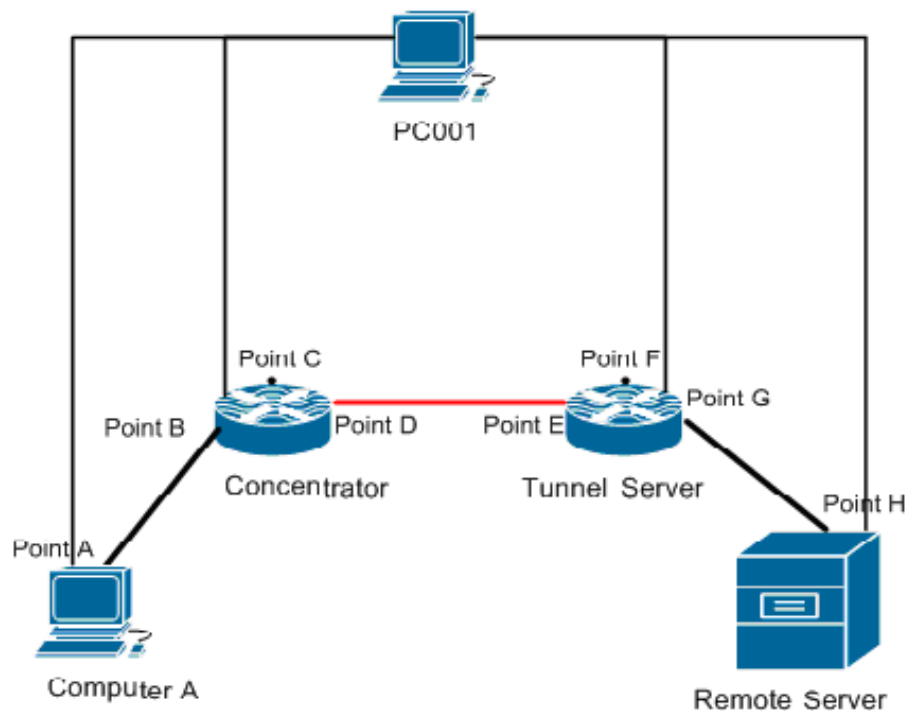 PC001
Point C
Point F
Point G
Point B
Point D
Point E
Concentrator
Tunnel Server
Point H
Point A
Computer A
Remote Server